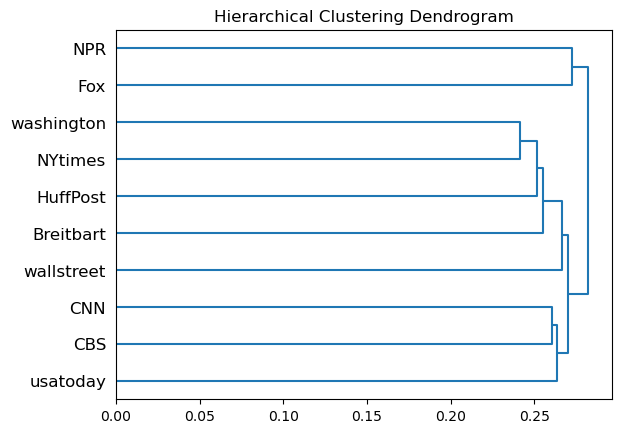 Hierarchical Clustering Dendrogram
NPR
Fox
washington
NYtimes
HuffPost
Breitbart
wallstreet
CNN
CBS
usatoday
0.00 0.05 0.10 0.15 0.20 0.25